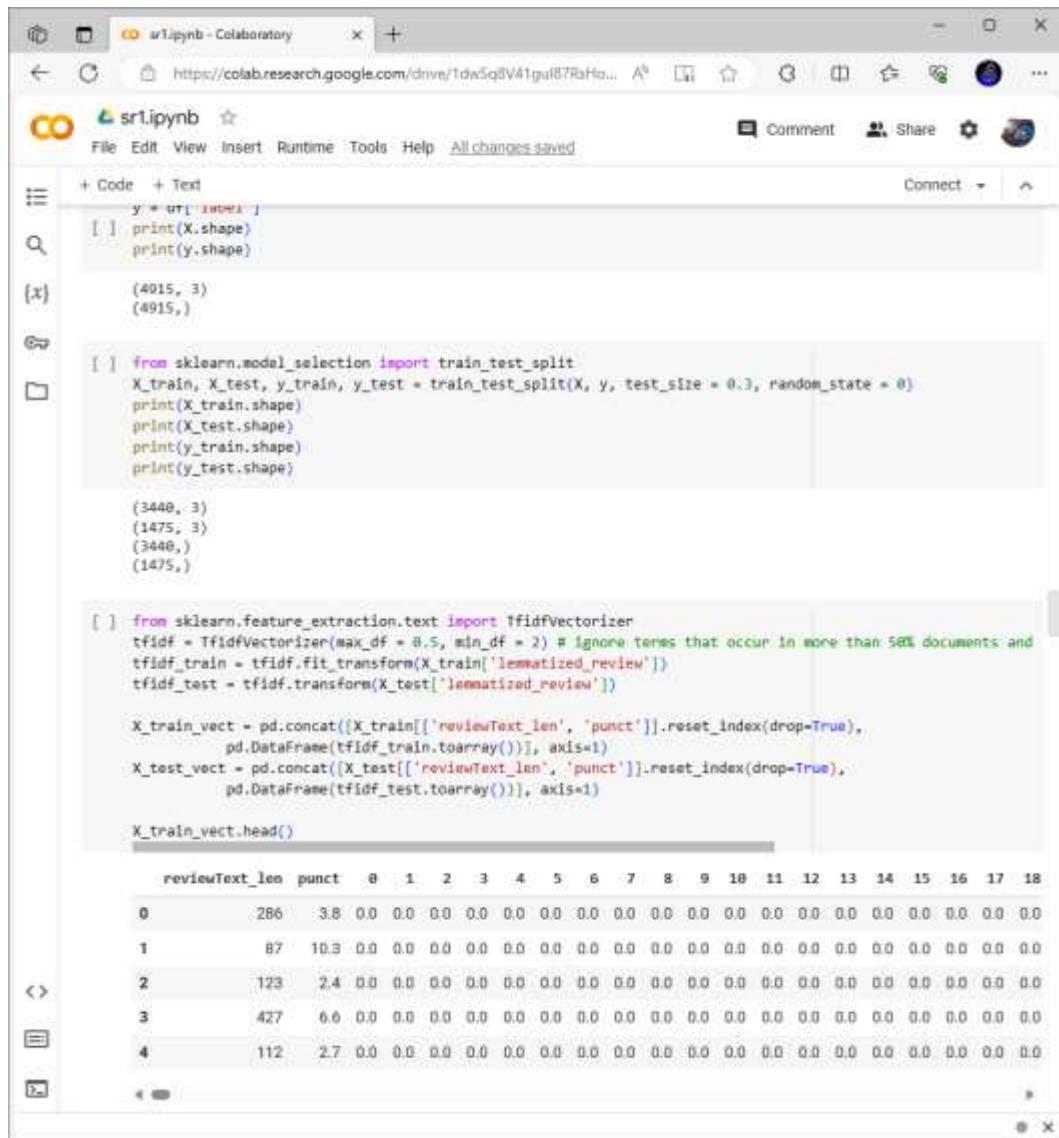 sr1.ipynb - Colaboratory
https://colab.research.google.com/drive/
sr1.ipynb
Comment Share
File Edit View Insert Runtime Tools Help All changes saved
+ Code + Text Connect
y = df['label']
[ ] print(X.shape)
print(y.shape)
(4915, 3)
(4915,)
[ ] from sklearn.model_selection import train_test_split
X_train, X_test, y_train, y_test = train_test_split(X, y, test_size = 0.3, random_state = 0)
print(X_train.shape)
print(X_test.shape)
print(y_train.shape)
print(y_test.shape)
(3440, 3)
(1475, 3)
(3440,)
(1475,)
[ ] from sklearn.feature_extraction.text import TfidfVectorizer
tfidf = TfidfVectorizer(max_df = 0.5, min_df = 2) # ignore terms that occur in more than 50% documents and
tfidf_train = tfidf.fit_transform(X_train['lemmatized_review'])
tfidf_test = tfidf.transform(X_test['lemmatized_review'])
X_train_vect = pd.concat([X_train[['reviewText_len', 'punct']].reset_index(drop=True),
pd.DataFrame(tfidf_train.toarray())], axis=1)
X_test_vect = pd.concat([X_test[['reviewText_len', 'punct']].reset_index(drop=True),
pd.DataFrame(tfidf_test.toarray())], axis=1)
X_train_vect.head()
reviewText_len punct 0 1 2 3 4 5 6 7 8 9 10 11 12 13 14 15 16 17 18
0 286 3.8 0.0 0.0 0.0 0.0 0.0 0.0 0.0 0.0 0.0 0.0 0.0 0.0 0.0 0.0 0.0 0.0 0.0 0.0 0.0
1 87 10.3 0.0 0.0 0.0 0.0 0.0 0.0 0.0 0.0 0.0 0.0 0.0 0.0 0.0 0.0 0.0 0.0 0.0 0.0 0.0
2 123 2.4 0.0 0.0 0.0 0.0 0.0 0.0 0.0 0.0 0.0 0.0 0.0 0.0 0.0 0.0 0.0 0.0 0.0 0.0 0.0
3 427 6.6 0.0 0.0 0.0 0.0 0.0 0.0 0.0 0.0 0.0 0.0 0.0 0.0 0.0 0.0 0.0 0.0 0.0 0.0 0.0
4 112 2.7 0.0 0.0 0.0 0.0 0.0 0.0 0.0 0.0 0.0 0.0 0.0 0.0 0.0 0.0 0.0 0.0 0.0 0.0 0.0